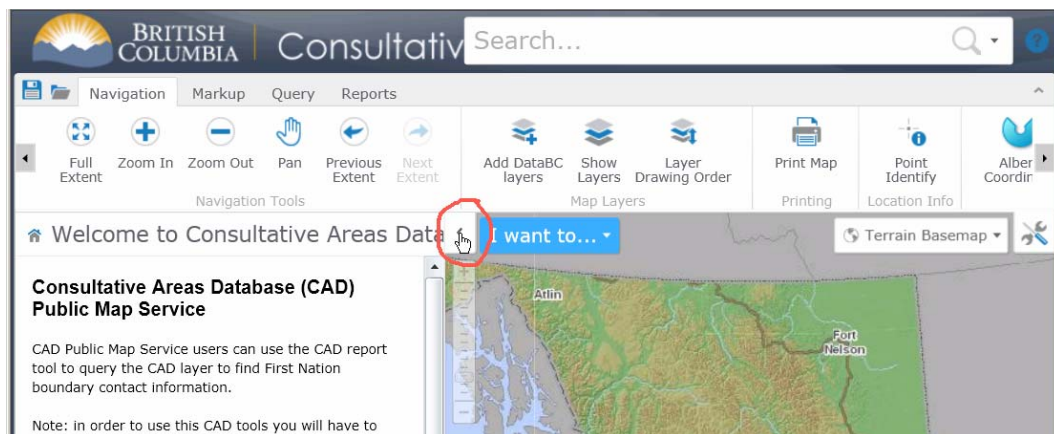 BRITISH
COLUMBIA
Consultativ
Search...
Navigation Markup Query Reports
Full
Extent
Zoom In
Zoom Out
Pan
Previous
Extent
Next
Extent
Add DataBC
layers
Show
Layers
Layer
Drawing Order
Print Map
Point
Identify
Alber
Coordin
Navigation Tools
Map Layers
Printing
Location Info
Welcome to Consultative Areas Data
I want to...
Terrain Basemap
Consultative Areas Database (CAD)
Public Map Service
CAD Public Map Service users can use the CAD report
tool to query the CAD layer to find First Nation
boundary contact information.
Note: in order to use this CAD tools you will have to
Atlin
Fort
Nelson